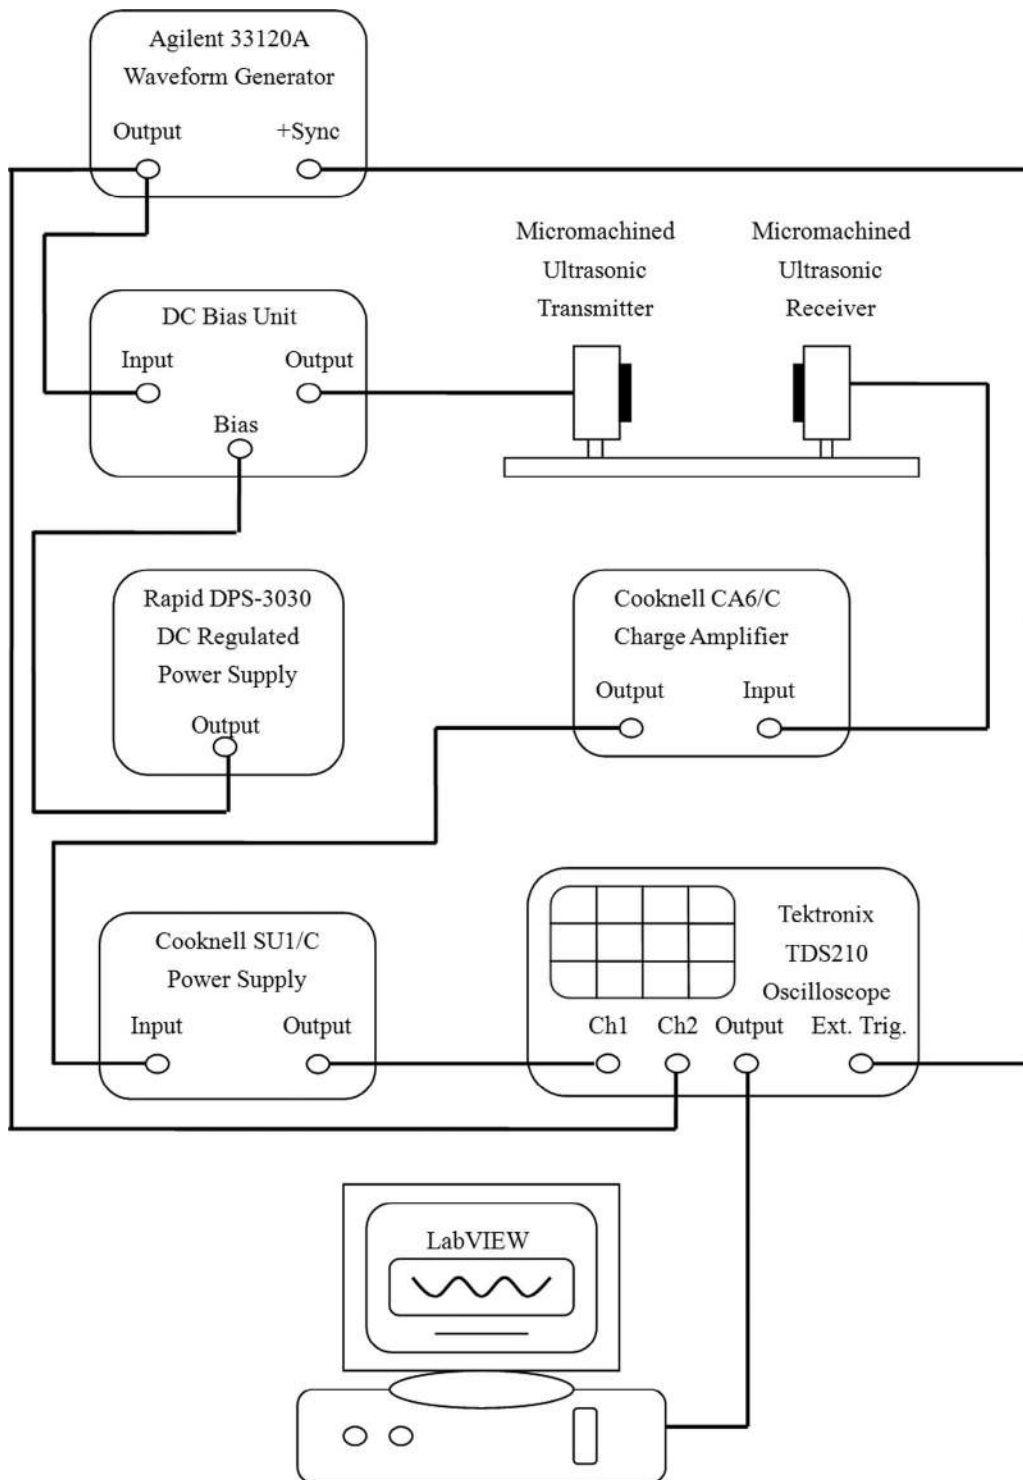 Agilent 33120A
Waveform Generator
Output
+Sync
Micromachined
Ultrasonic
Transmitter
Micromachined
Ultrasonic
Receiver
DC Bias Unit
Input
Output
Bias
Rapid DPS-3030
DC Regulated
Power Supply
Output
Cooknell CA6/C
Charge Amplifier
Output
Input
Cooknell SU1/C
Power Supply
Input
Output
Tektronix
TDS210
Oscilloscope
Ch1
Ch2
Output
Ext. Trig.
LabVIEW